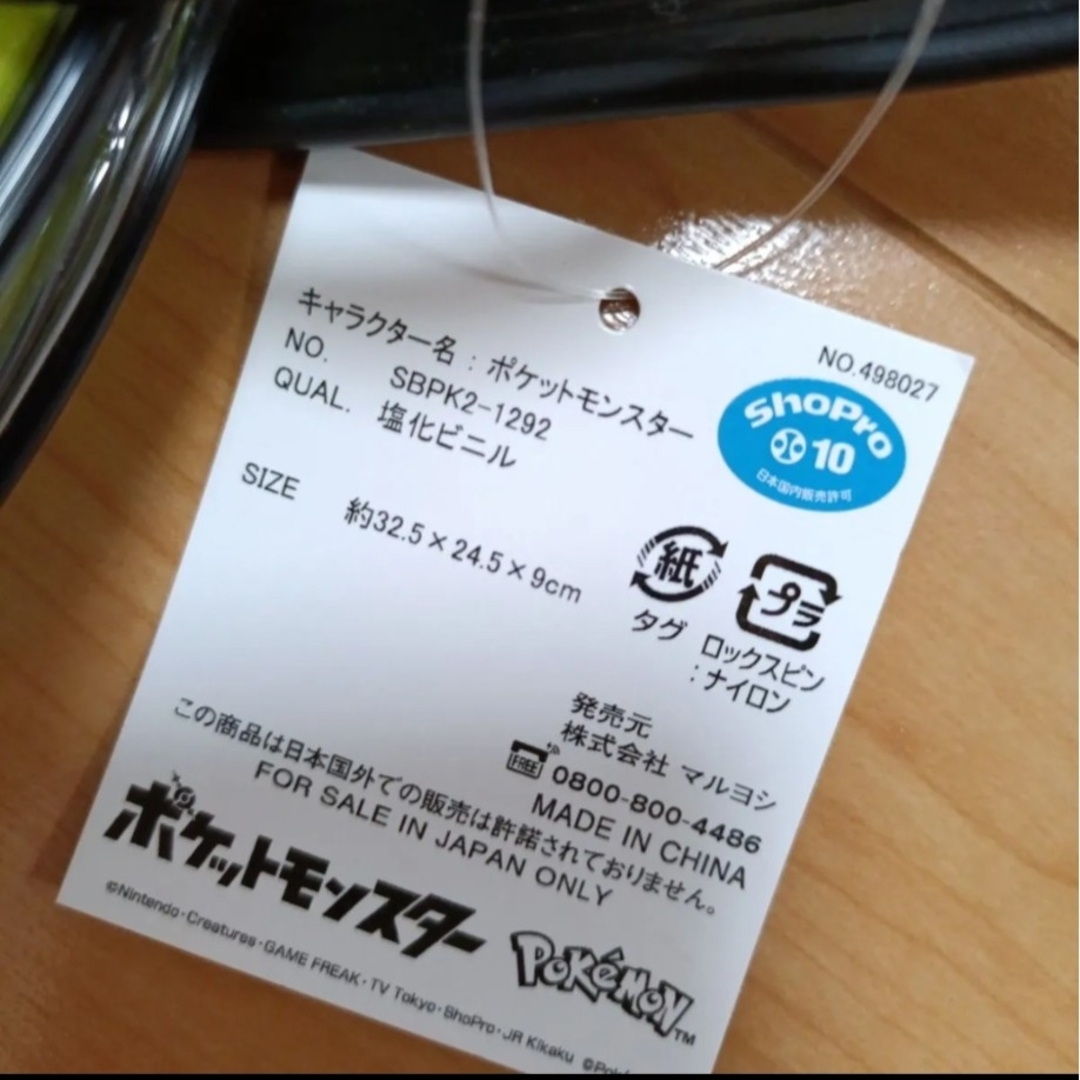 NO.498027
キャラクター名：ポケットモンスター
NO. SBPK2-1292
QUAL. 塩化ビニル
ShoPro
10
日本国内販売許可
SIZE 約32.5×24.5×9cm
紙
プラ
タグ
ロックスピン
：ナイロン
発売元
株式会社 マルヨシ
FREE 0800-800-4486
MADE IN CHINA
この商品は日本国外での販売は許諾されておりません。
FOR SALE IN JAPAN ONLY
ポケットモンスター
POKéMON™
©Nintendo・Creatures・GAME FREAK・TV Tokyo・ShoPro・JR Kikaku